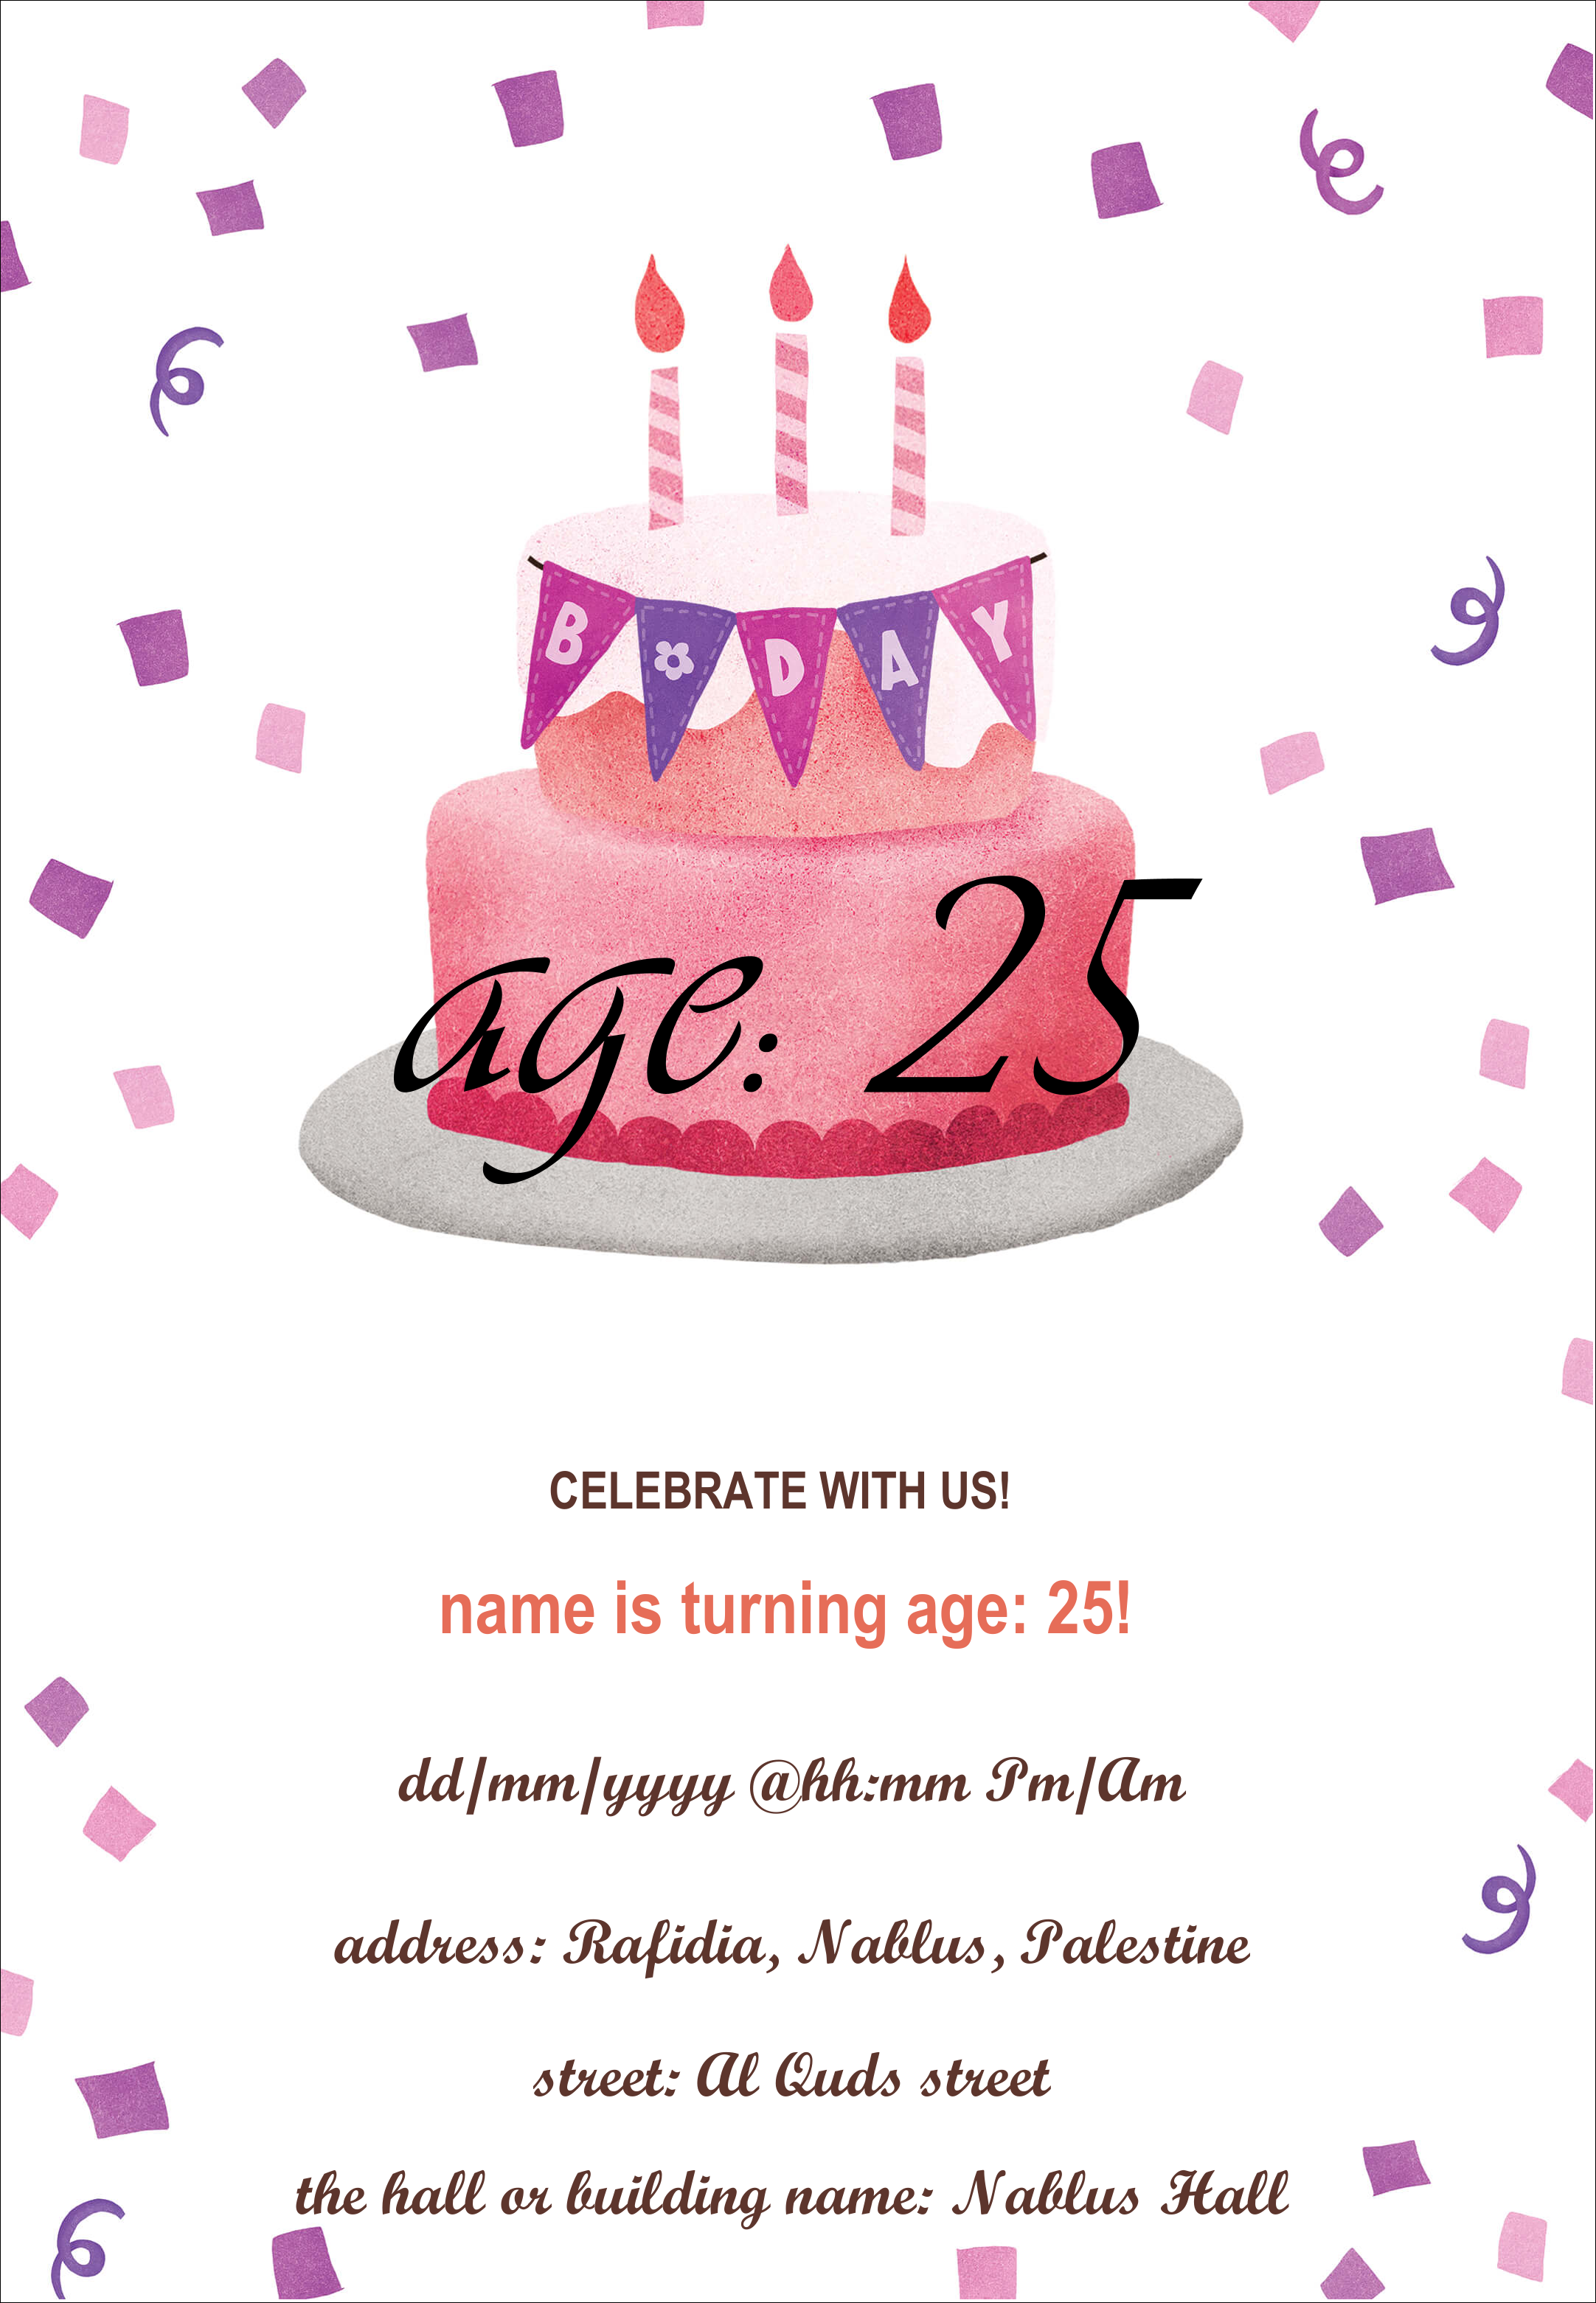 B DAY
age: 25
CELEBRATE WITH US!
name is turning age: 25!
dd/mm/yyyy @hh:mm Pm/Am
address: Rafidia, Nablus, Palestine
street: Al Quds street
the hall or building name: Nablus Hall